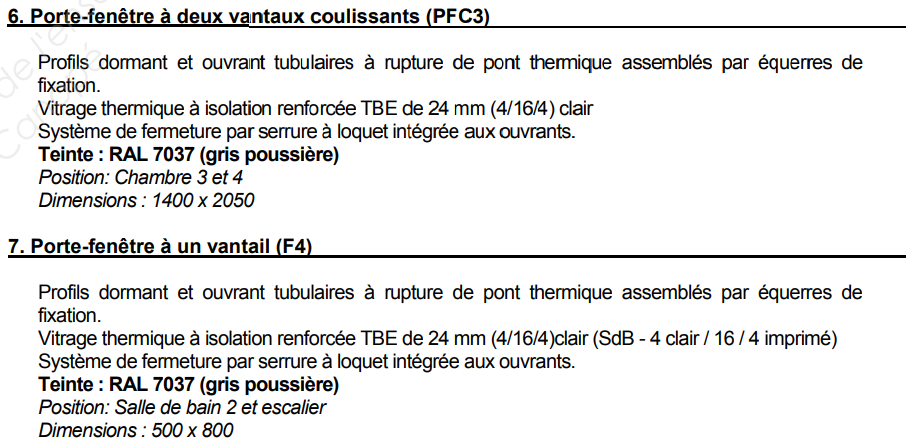 6. Porte-fenêtre à deux vantaux coulissants (PFC3)
Profils dormant et ouvrant tubulaires à rupture de pont thermique assemblés par équerres de
fixation.
Vitrage thermique à isolation renforcée TBE de 24 mm (4/16/4) clair
Système de fermeture par serrure à loquet intégrée aux ouvrants.
Teinte : RAL 7037 (gris poussière)
Position: Chambre 3 et 4
Dimensions : 1400 x 2050
7. Porte-fenêtre à un vantail (F4)
Profils dormant et ouvrant tubulaires à rupture de pont thermique assemblés par équerres de
fixation.
Vitrage thermique à isolation renforcée TBE de 24 mm (4/16/4)clair (SdB - 4 clair / 16 / 4 imprimé)
Système de fermeture par serrure à loquet intégrée aux ouvrants.
Teinte : RAL 7037 (gris poussière)
Position: Salle de bain 2 et escalier
Dimensions : 500 x 800